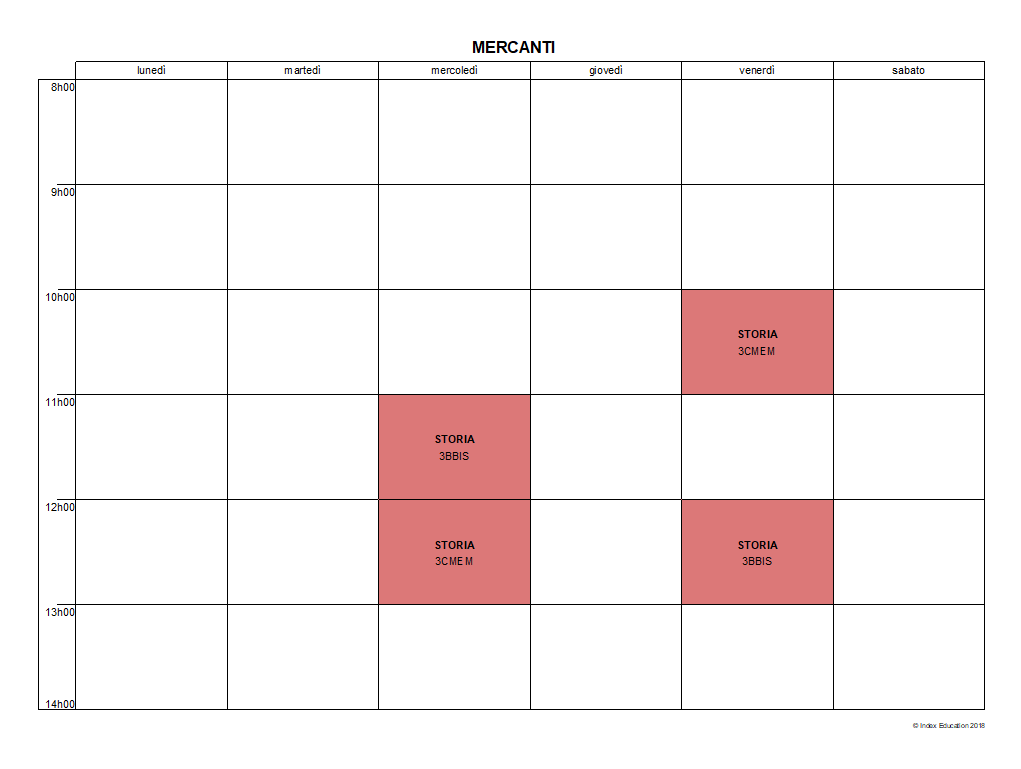 MERCANTI
lunedì martedì mercoledì giovedì venerdì sabato
8h00
9h00
10h00
STORIA
3CMEM
11h00
STORIA
3BBIS
12h00
STORIA STORIA
3CMEM 3BBIS
13h00
14h00
© Index Education 2018